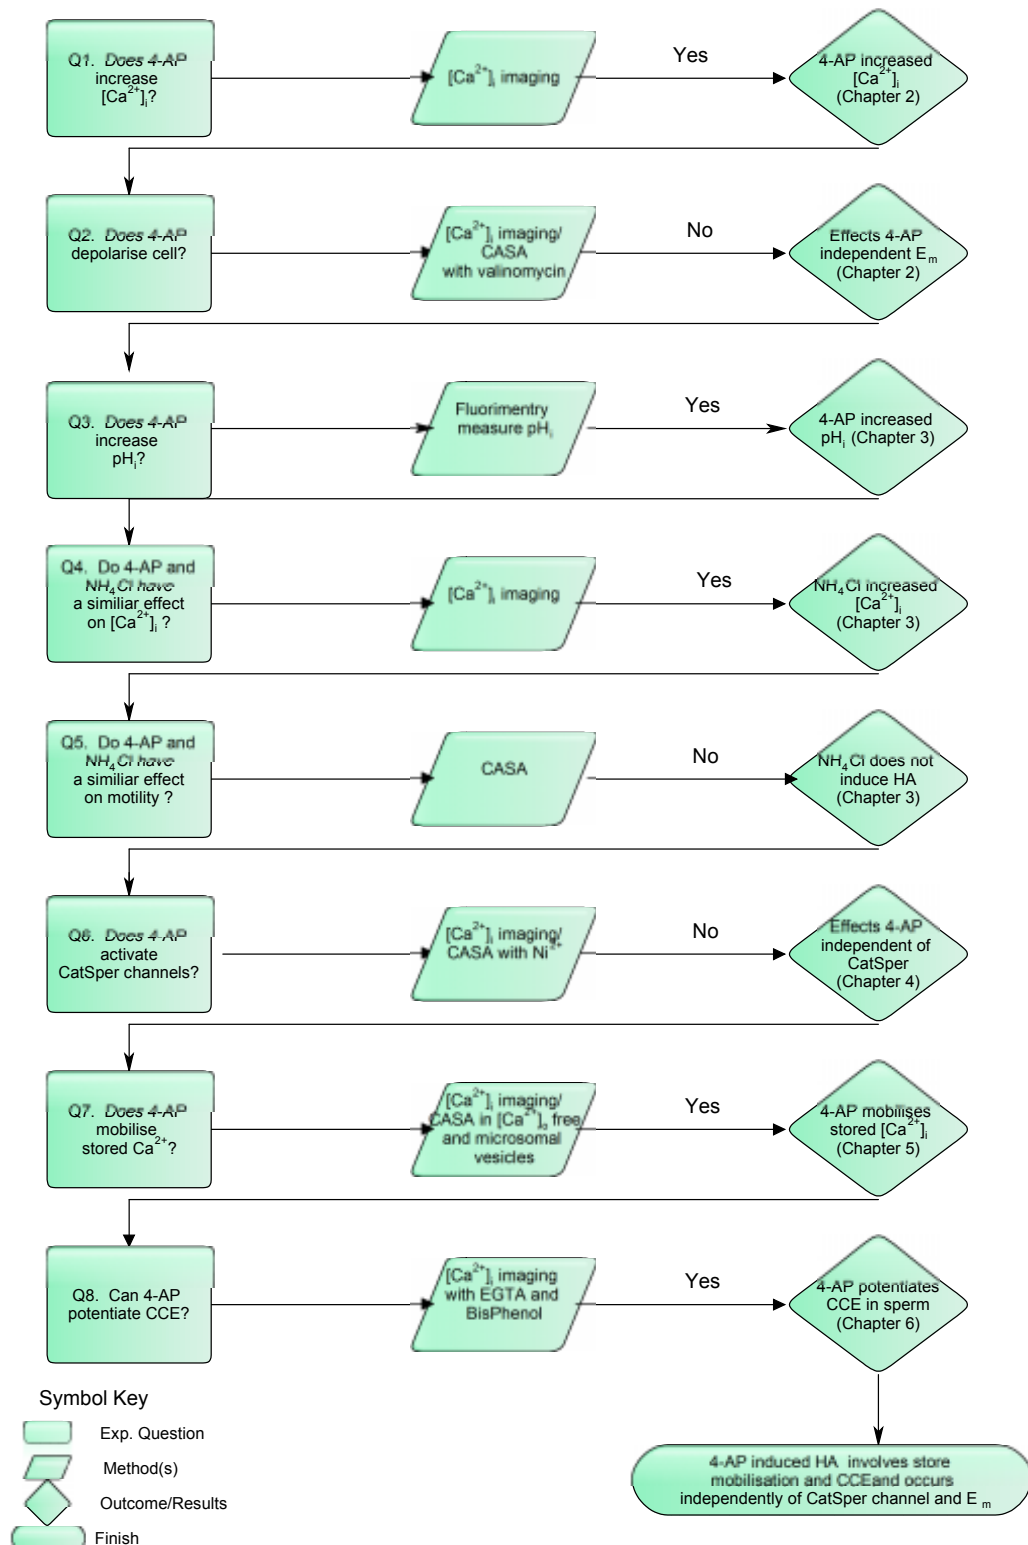 Q1. Does 4-AP
increase
[Ca²⁺]ᵢ?
[Ca²⁺]ᵢ imaging
Yes
4-AP increased
[Ca²⁺]ᵢ
(Chapter 2)
Q2. Does 4-AP
depolarise cell?
[Ca²⁺]ᵢ imaging/
CASA
with valinomycin
No
Effects 4-AP
independent Eₘ
(Chapter 2)
Q3. Does 4-AP
increase
pHᵢ?
Fluorimentry
measure pHᵢ
Yes
4-AP increased
pHᵢ (Chapter 3)
Q4. Do 4-AP and
NH₄Cl have
a similiar effect
on [Ca²⁺]ᵢ ?
[Ca²⁺]ᵢ imaging
Yes
NH₄Cl increased
[Ca²⁺]ᵢ
(Chapter 3)
Q5. Do 4-AP and
NH₄Cl have
a similiar effect
on motility ?
CASA
No
NH₄Cl does not
induce HA
(Chapter 3)
Q6. Does 4-AP
activate
CatSper channels?
[Ca²⁺]ᵢ imaging/
CASA with Ni²⁺
No
Effects 4-AP
independent of
CatSper
(Chapter 4)
Q7. Does 4-AP
mobilise
stored Ca²⁺?
[Ca²⁺]ᵢ imaging/
CASA in [Ca²⁺]ₒ free
and microsomal
vesicles
Yes
4-AP mobilises
stored [Ca²⁺]ᵢ
(Chapter 5)
Q8. Can 4-AP
potentiate CCE?
[Ca²⁺]ᵢ imaging
with EGTA and
BisPhenol
Yes
4-AP potentiates
CCE in sperm
(Chapter 6)
4-AP induced HA involves store
mobilisation and CCEand occurs
independently of CatSper channel and Eₘ
Symbol Key
Exp. Question
Method(s)
Outcome/Results
Finish